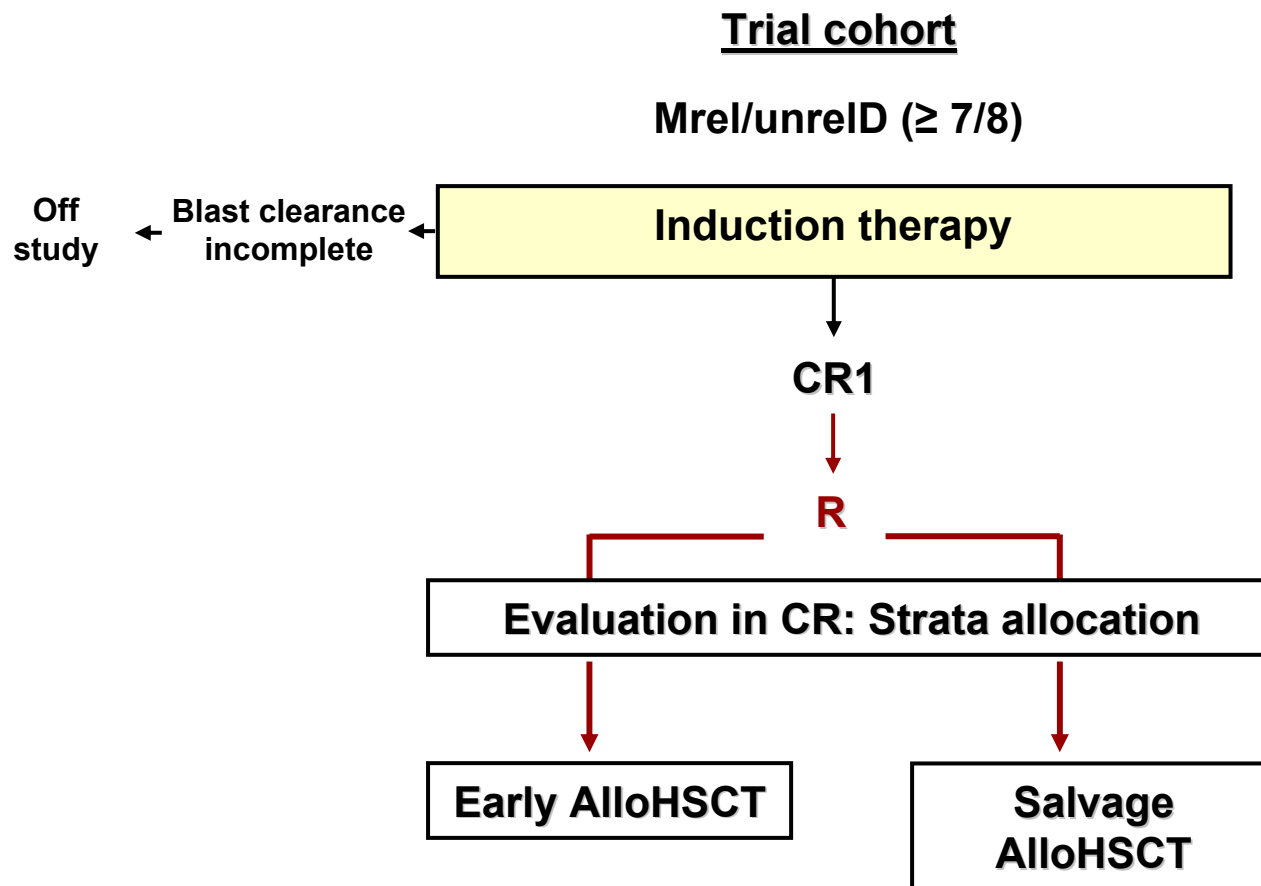 Trial cohort
Mrel/unrelD (≥ 7/8)
Induction therapy
Blast clearance
incomplete
Off
study
CR1
R
Evaluation in CR: Strata allocation
Early AlloHSCT
Salvage
AlloHSCT